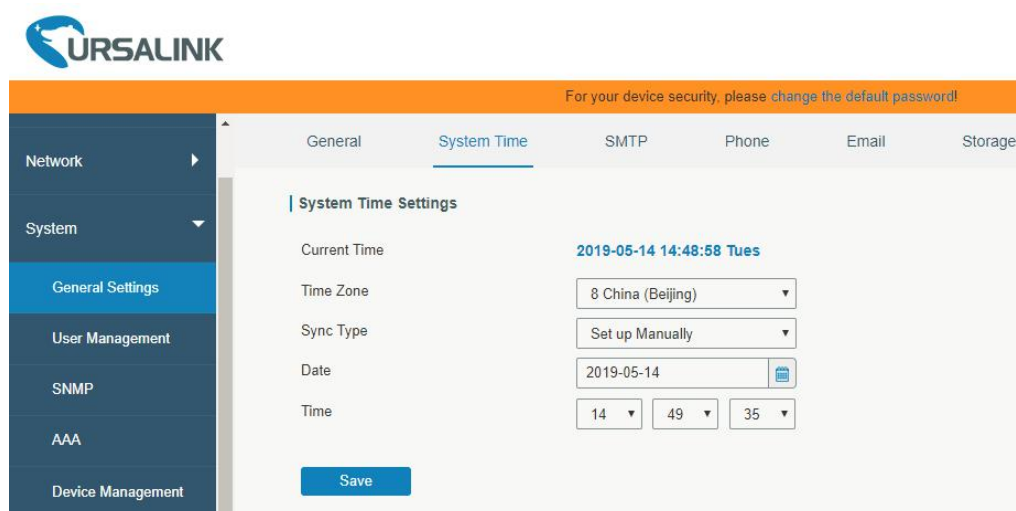 URSALINK
For your device security, please change the default password!
Network
System
General Settings
User Management
SNMP
AAA
Device Management
General System Time SMTP Phone Email Storage
System Time Settings
Current Time 2019-05-14 14:48:58 Tues
Time Zone 8 China (Beijing)
Sync Type Set up Manually
Date 2019-05-14
Time 14 49 35
Save